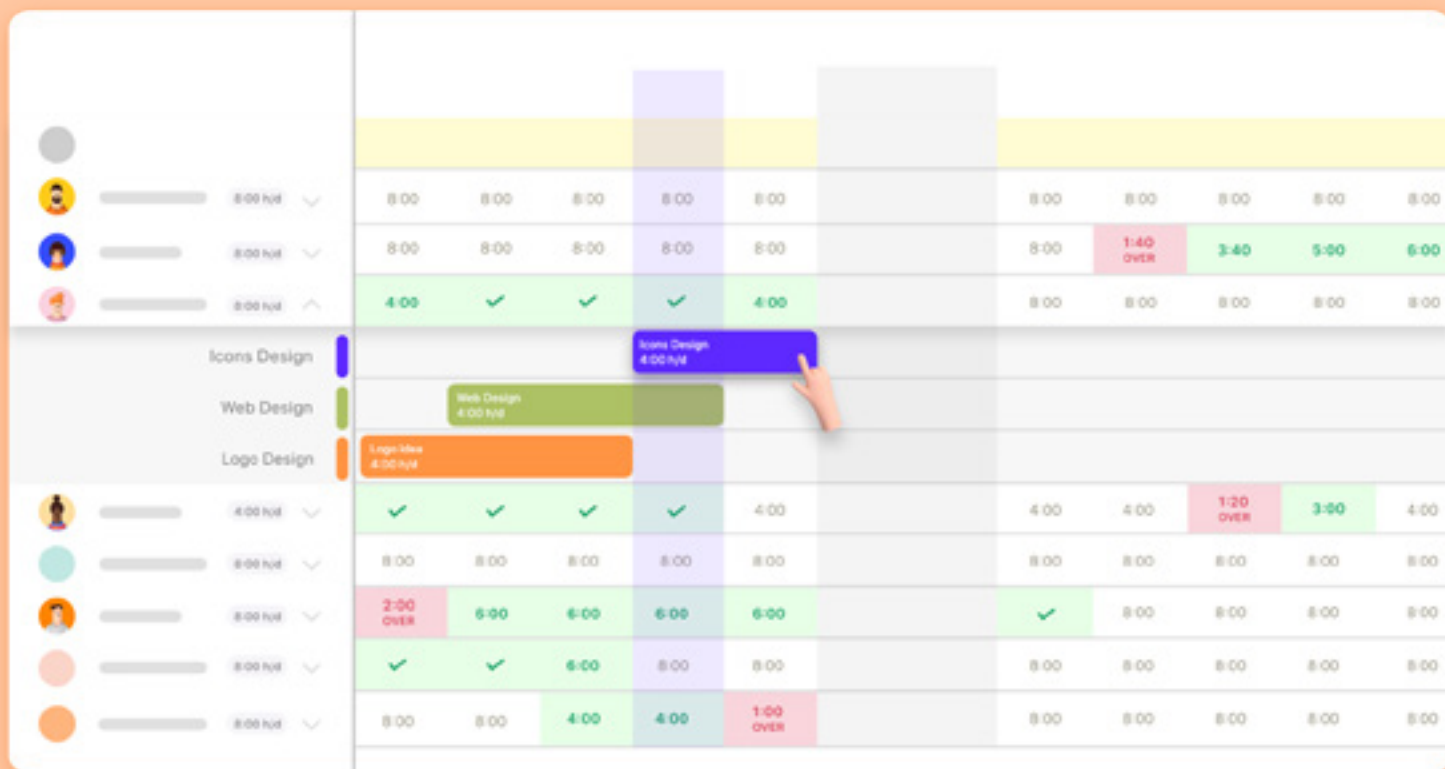 8:00 h/d 8:00 8:00 8:00 8:00 8:00 8:00 8:00 8:00 8:00 8:00
8:00 h/d 8:00 8:00 8:00 8:00 8:00 8:00 1:40 OVER 3:40 5:00 6:00
8:00 h/d 4:00 4:00 8:00 8:00 8:00 8:00 8:00
Icons Design Icons Design
4:00 h/d
Web Design Web Design
4:00 h/d
Logo Design Logo Idea
4:00 h/d
4:00 h/d 4:00 4:00 4:00 1:20 OVER 3:00 4:00
8:00 h/d 8:00 8:00 8:00 8:00 8:00 8:00 8:00 8:00 8:00 8:00
8:00 h/d 2:00 OVER 6:00 6:00 6:00 6:00 8:00 8:00 8:00 8:00
8:00 h/d 6:00 8:00 8:00 8:00 8:00 8:00 8:00 8:00
8:00 h/d 8:00 8:00 4:00 4:00 1:00 OVER 8:00 8:00 8:00 8:00 8:00